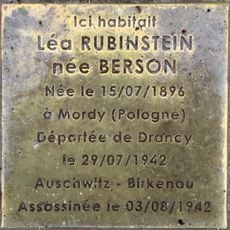 Ici habitait
Léa RUBINSTEIN
née BERSON
Née le 15/07/1896
à Mordy (Pologne)
Déportée de Drancy
le 29/07/1942
Auschwitz - Birkenau
Assassinée le 03/08/1942